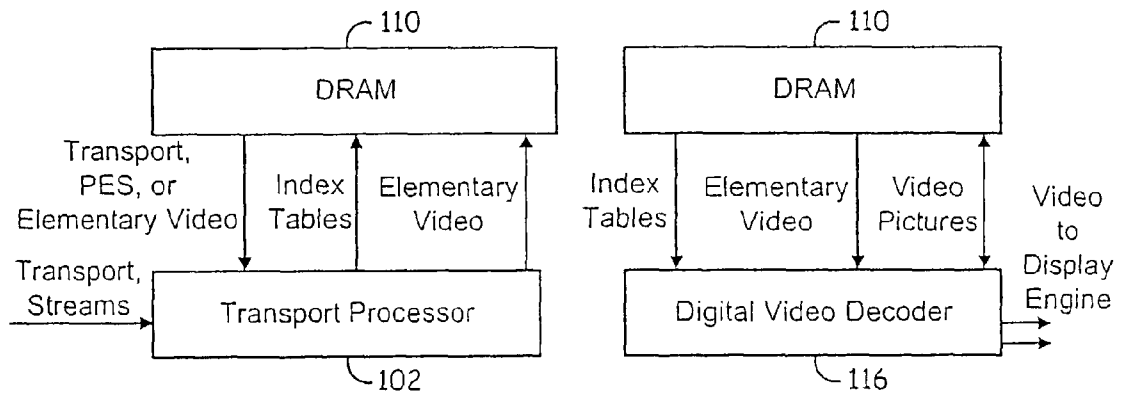 110
DRAM
Transport,
PES, or
Elementary Video
Index
Tables
Elementary
Video
Transport,
Streams
Transport Processor
102
110
DRAM
Index
Tables
Elementary
Video
Video
Pictures
Video
to
Display
Engine
Digital Video Decoder
116